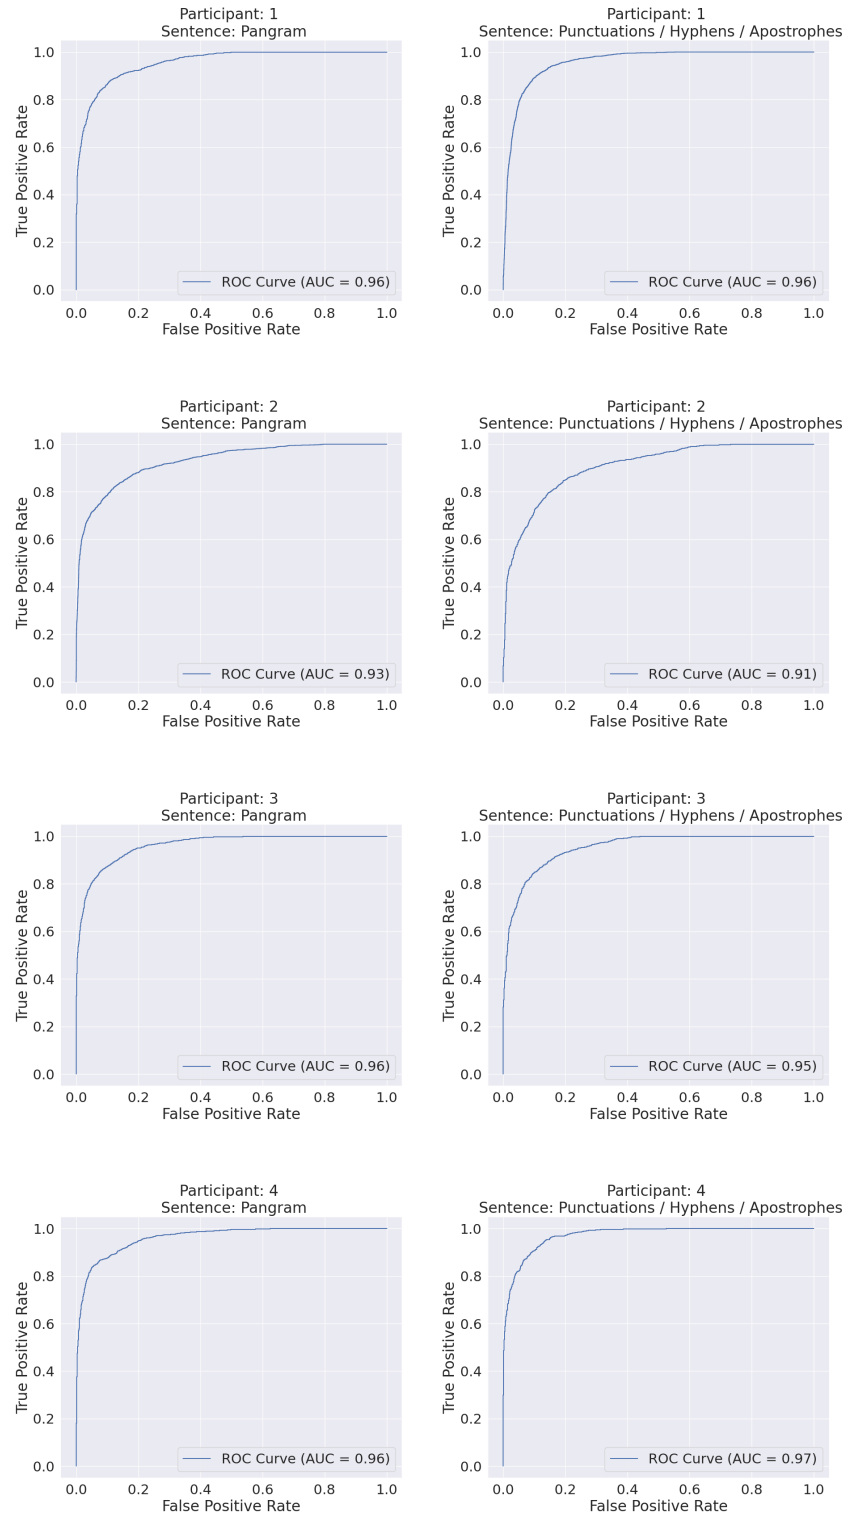 Participant: 1
Sentence: Pangram
1.0
0.8
0.6
0.4
0.2
0.0
True Positive Rate
ROC Curve (AUC = 0.96)
0.0 0.2 0.4 0.6 0.8 1.0
False Positive Rate
Participant: 1
Sentence: Punctuations / Hyphens / Apostrophes
1.0
0.8
0.6
0.4
0.2
0.0
True Positive Rate
ROC Curve (AUC = 0.96)
0.0 0.2 0.4 0.6 0.8 1.0
False Positive Rate
Participant: 2
Sentence: Pangram
1.0
0.8
0.6
0.4
0.2
0.0
True Positive Rate
ROC Curve (AUC = 0.93)
0.0 0.2 0.4 0.6 0.8 1.0
False Positive Rate
Participant: 2
Sentence: Punctuations / Hyphens / Apostrophes
1.0
0.8
0.6
0.4
0.2
0.0
True Positive Rate
ROC Curve (AUC = 0.91)
0.0 0.2 0.4 0.6 0.8 1.0
False Positive Rate
Participant: 3
Sentence: Pangram
1.0
0.8
0.6
0.4
0.2
0.0
True Positive Rate
ROC Curve (AUC = 0.96)
0.0 0.2 0.4 0.6 0.8 1.0
False Positive Rate
Participant: 3
Sentence: Punctuations / Hyphens / Apostrophes
1.0
0.8
0.6
0.4
0.2
0.0
True Positive Rate
ROC Curve (AUC = 0.95)
0.0 0.2 0.4 0.6 0.8 1.0
False Positive Rate
Participant: 4
Sentence: Pangram
1.0
0.8
0.6
0.4
0.2
0.0
True Positive Rate
ROC Curve (AUC = 0.96)
0.0 0.2 0.4 0.6 0.8 1.0
False Positive Rate
Participant: 4
Sentence: Punctuations / Hyphens / Apostrophes
1.0
0.8
0.6
0.4
0.2
0.0
True Positive Rate
ROC Curve (AUC = 0.97)
0.0 0.2 0.4 0.6 0.8 1.0
False Positive Rate